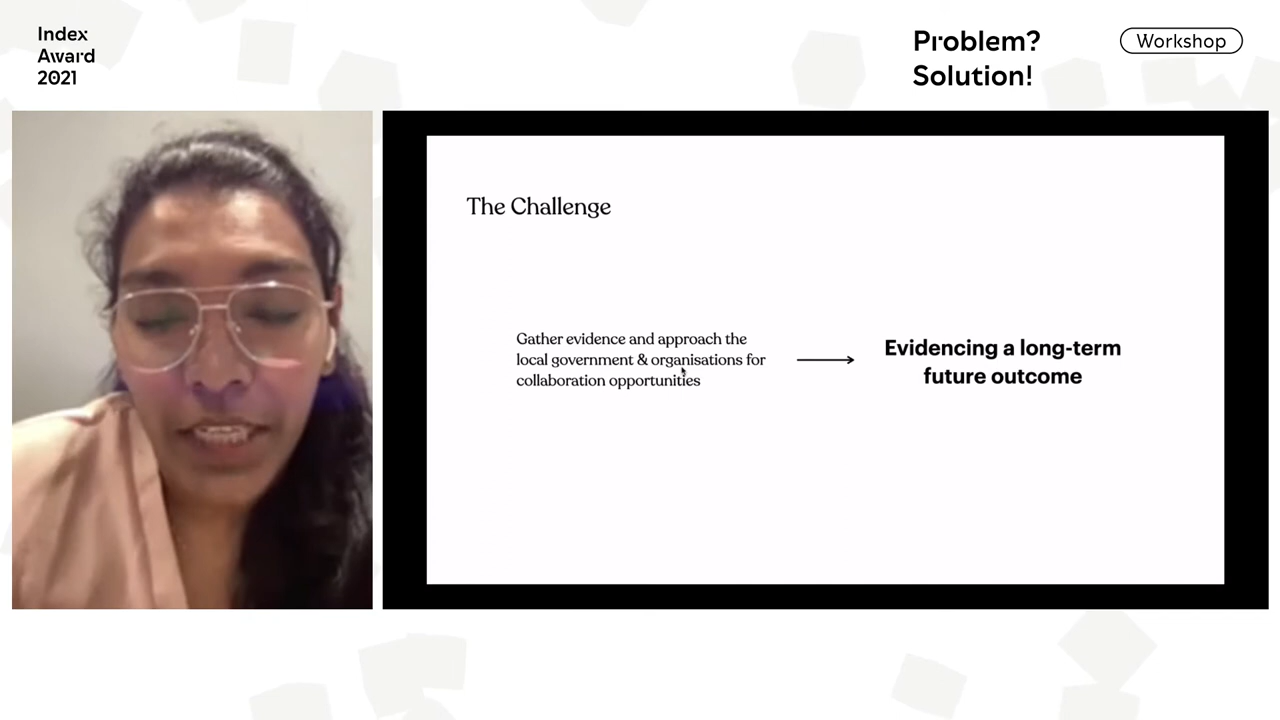 Index
Award
2021
Problem?
Solution!
Workshop
The Challenge
Gather evidence and approach the
local government & organisations for
collaboration opportunities
Evidencing a long-term
future outcome